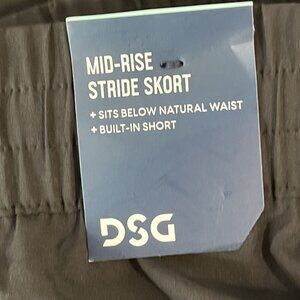 MID-RISE
STRIDE SKORT
+ SITS BELOW NATURAL WAIST
+ BUILT-IN SHORT
DSG